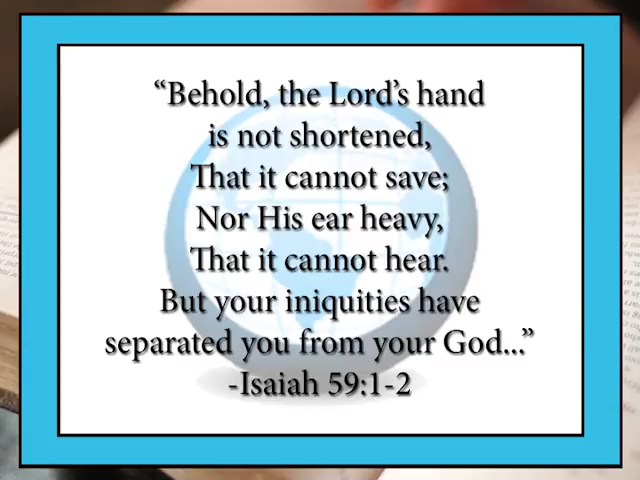 “Behold, the Lord’s hand
is not shortened,
That it cannot save;
Nor His ear heavy,
That it cannot hear.
But your iniquities have
separated you from your God...”
-Isaiah 59:1-2